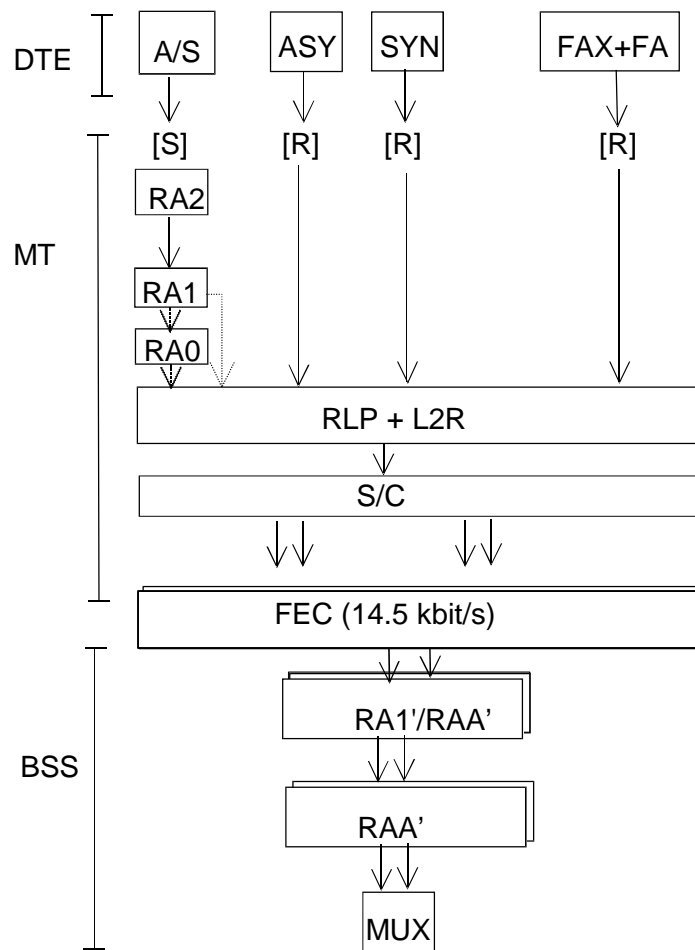 DTE
A/S ASY SYN FAX+FA
[S] [R] [R] [R]
MT
RA2
RA1
RA0
RLP + L2R
S/C
FEC (14.5 kbit/s)
BSS
RA1'/RAA’
RAA’
MUX